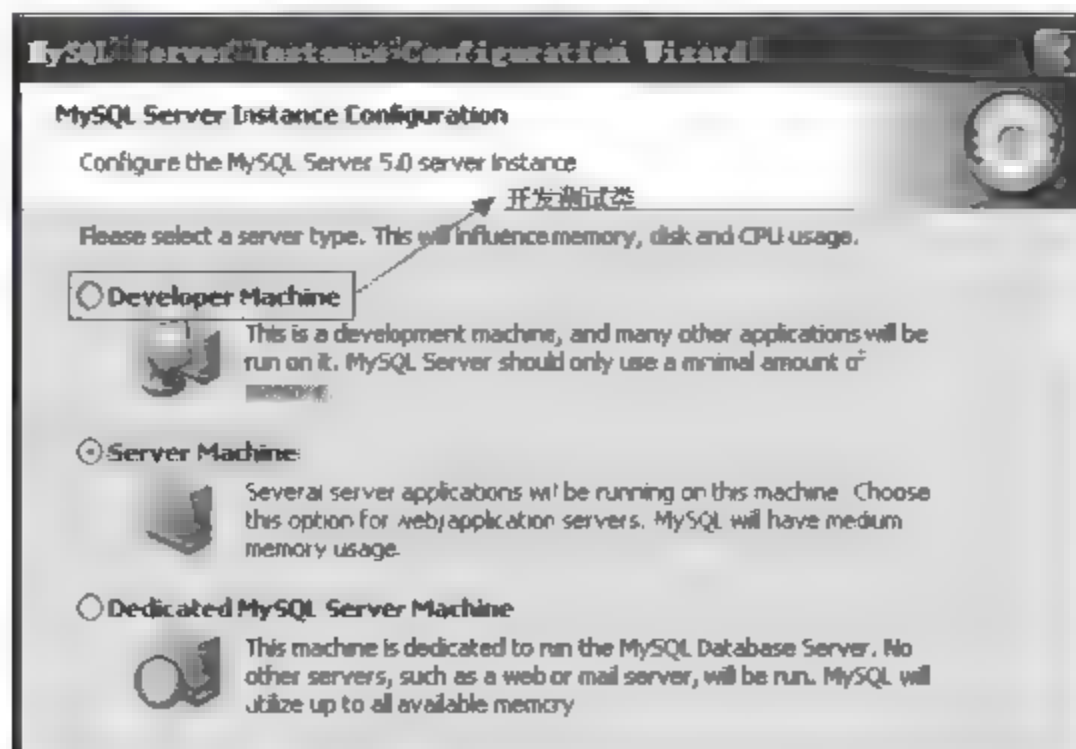 MySQL Server Instance Configuration Wizard
MySQL Server Instance Configuration
Configure the MySQL Server 5.0 server instance
开发测试类
Please select a server type. This will influence memory, disk and CPU usage.
Developer Machine
This is a development machine, and many other applications will be
run on it. MySQL Server should only use a minimal amount of
Server Machine
Several server applications will be running on this machine. Choose
this option for web/application servers. MySQL will have medium
memory usage.
Dedicated MySQL Server Machine
This machine is dedicated to run the MySQL Database Server. No
other servers, such as a web or mail server, will be run. MySQL will
utilize up to all available memory